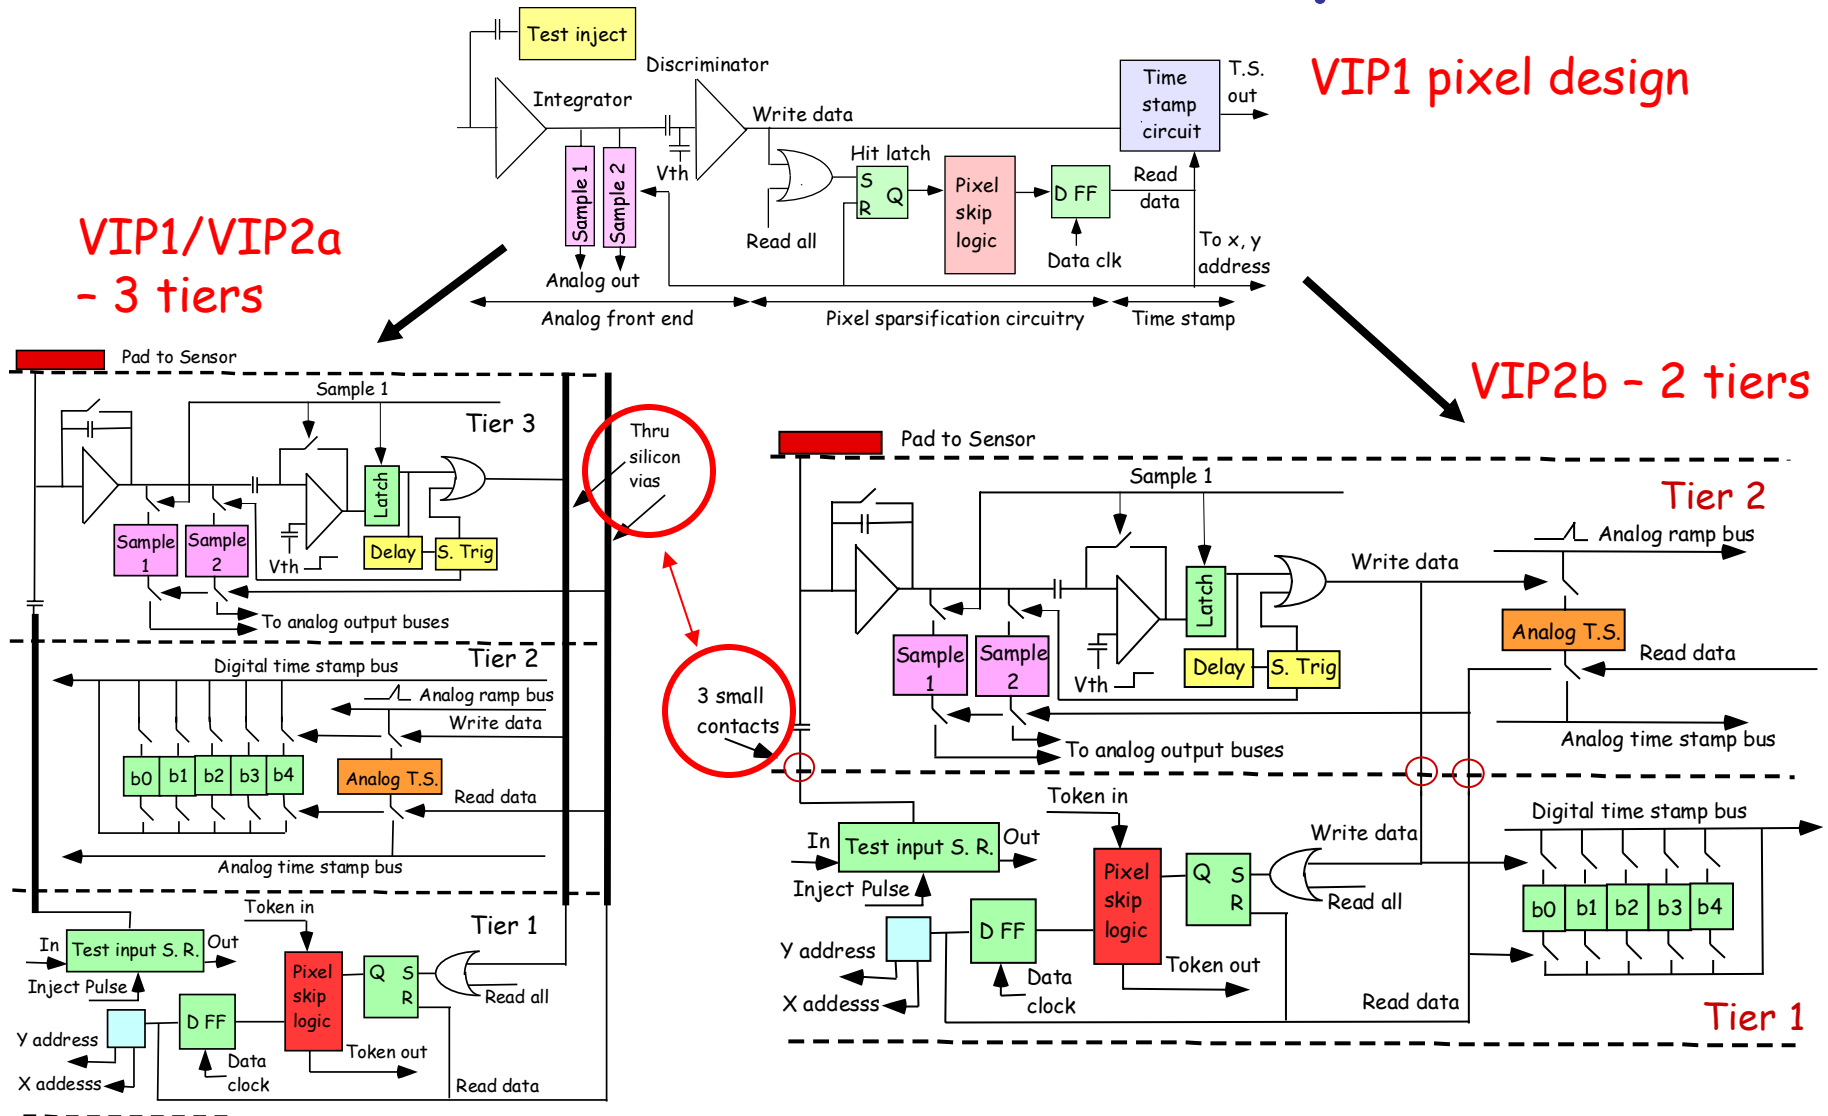 VIP1 pixel design
Test inject
Discriminator
Integrator
Write data
Time
stamp
circuit
T.S.
out
Sample 1
Sample 2
Vth
Hit latch
S
R
Q
Pixel
skip
logic
D FF
Read
data
Read all
Data clk
To x, y
address
Analog out
Analog front end
Pixel sparsification circuitry
Time stamp
VIP1/VIP2a
– 3 tiers
VIP2b – 2 tiers
Pad to Sensor
Sample 1
Tier 3
Thru
silicon
vias
Latch
Sample
1
Sample
2
Vth
Delay
S. Trig
To analog output buses
Tier 2
Digital time stamp bus
Analog ramp bus
Write data
b0
b1
b2
b3
b4
Analog T.S.
Read data
Analog time stamp bus
Token in
Tier 1
In
Test input S. R.
Out
Inject Pulse
Pixel
skip
logic
Q
S
R
Read all
D FF
Y address
X addesss
Data
clock
Token out
Read data
3 small
contacts
Pad to Sensor
Sample 1
Tier 2
Analog ramp bus
Write data
Latch
Analog T.S.
Sample
1
Sample
2
Delay
S. Trig
Read data
Vth
To analog output buses
Analog time stamp bus
Token in
Digital time stamp bus
In
Test input S. R.
Out
Write data
Inject Pulse
Pixel
skip
logic
Q
S
R
Read all
b0
b1
b2
b3
b4
Y address
D FF
Token out
X addesss
Data
clock
Read data
Tier 1